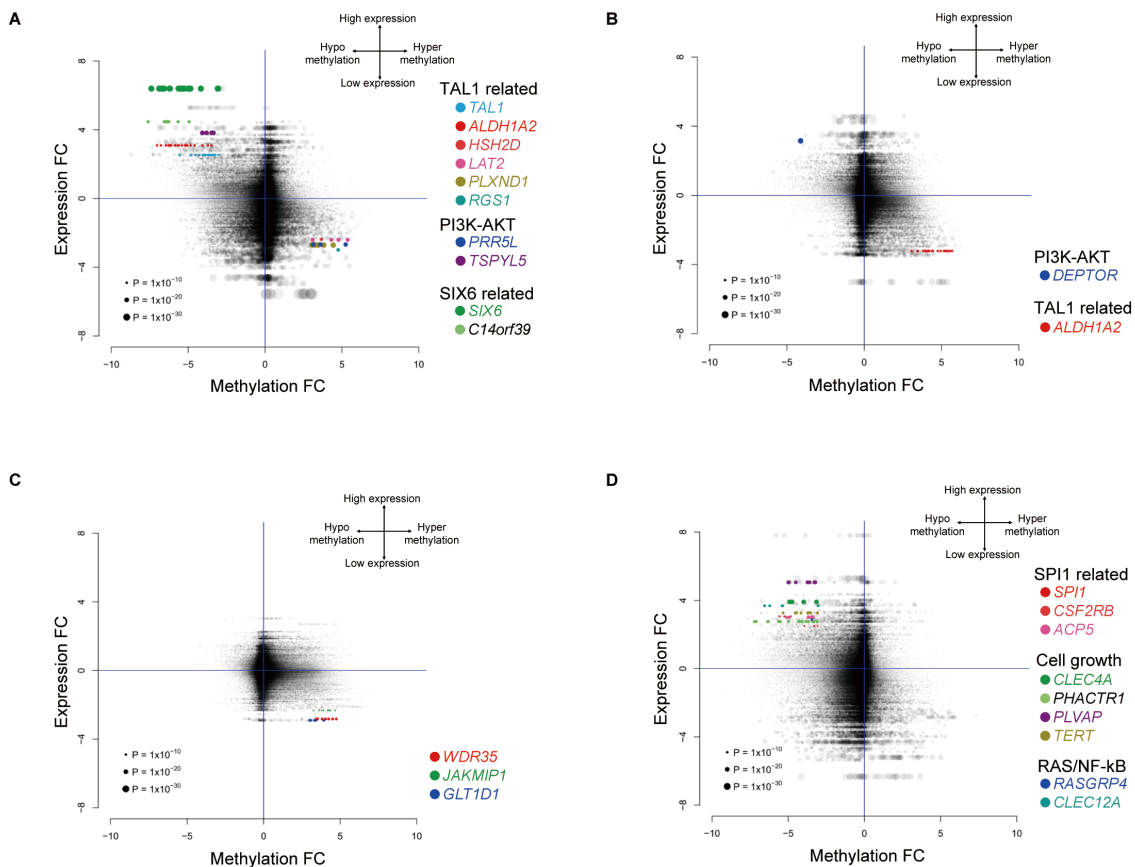 A
High expression
Hypo methylation
Hyper methylation
Low expression
Expression FC
8
4
0
−4
−8
P = 1x10⁻¹⁰
P = 1x10⁻²⁰
P = 1x10⁻³⁰
−10
−5
0
5
10
Methylation FC
TAL1 related
TAL1
ALDH1A2
HSH2D
LAT2
PLXND1
RGS1
PI3K-AKT
PRR5L
TSPYL5
SIX6 related
SIX6
C14orf39
B
High expression
Hypo methylation
Hyper methylation
Low expression
Expression FC
8
4
0
−4
−8
P = 1x10⁻¹⁰
P = 1x10⁻²⁰
P = 1x10⁻³⁰
−10
−5
0
5
10
Methylation FC
PI3K-AKT
DEPTOR
TAL1 related
ALDH1A2
C
High expression
Hypo methylation
Hyper methylation
Low expression
Expression FC
8
4
0
−4
−8
P = 1x10⁻¹⁰
P = 1x10⁻²⁰
P = 1x10⁻³⁰
−10
−5
0
5
10
Methylation FC
WDR35
JAKMIP1
GLT1D1
D
High expression
Hypo methylation
Hyper methylation
Low expression
Expression FC
8
4
0
−4
−8
P = 1x10⁻¹⁰
P = 1x10⁻²⁰
P = 1x10⁻³⁰
−10
−5
0
5
10
Methylation FC
SPI1 related
SPI1
CSF2RB
ACP5
Cell growth
CLEC4A
PHACTR1
PLVAP
TERT
RAS/NF-kB
RASGRP4
CLEC12A